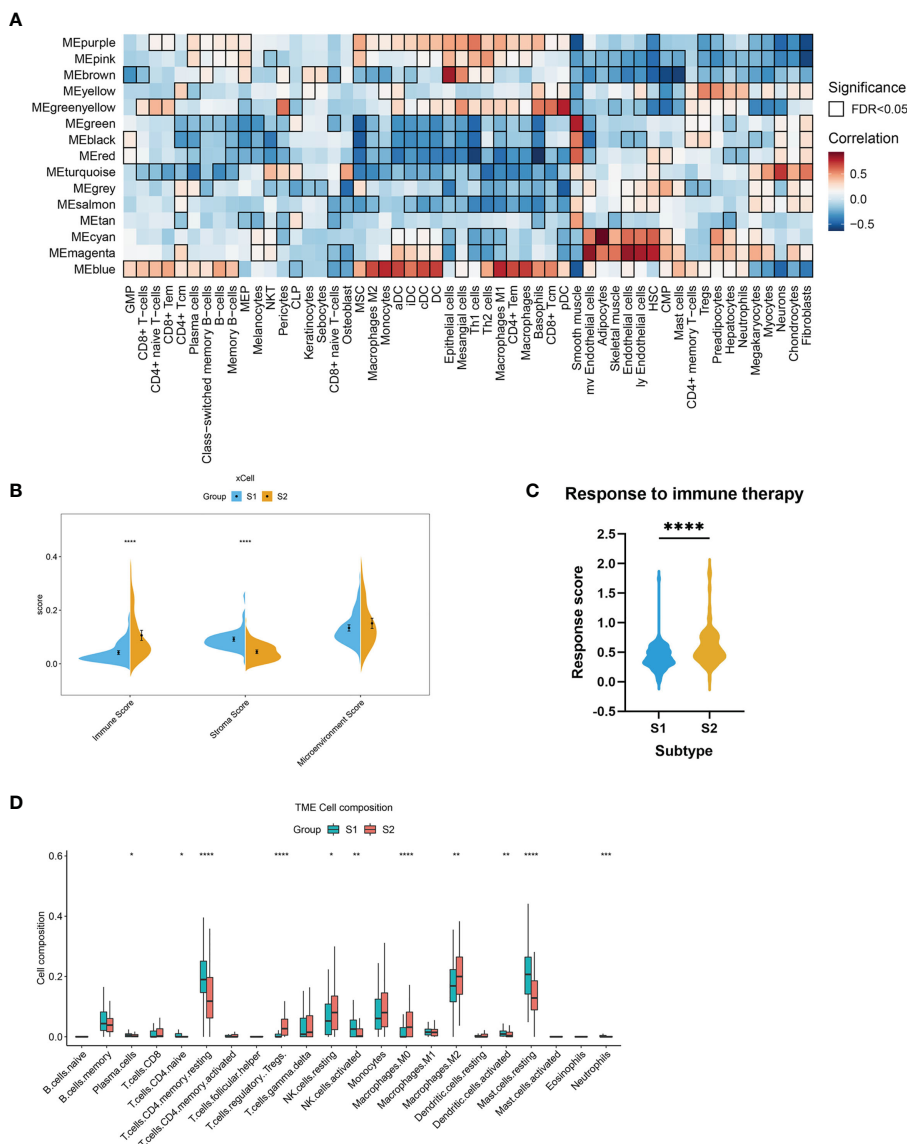 A
MEpurple
MEpink
MEbrown
MEyellow
MEgreenyellow
MEgreen
MEblack
MEred
MEturquoise
MEgrey
MEsalmon
MEtan
MEcyan
MEmagenta
MEblue
Significance
FDR<0.05
Correlation
0.5
0.0
−0.5
GMP
CD8+ T−cells
CD4+ naive T−cells
CD8+ Tem
CD4+ Tcm
Plasma cells
Class−switched memory B−cells
B−cells
Memory B−cells
MEP
Melanocytes
NKT
Pericytes
CLP
Keratinocytes
Sebocytes
CD8+ naive T−cells
Osteoblast
MSC
Macrophages M2
Monocytes
aDC
iDC
cDC
DC
Epithelial cells
Mesangial cells
Th1 cells
Th2 cells
Macrophages M1
CD4+ Tem
Macrophages
Basophils
CD8+ Tcm
pDC
Smooth muscle
mv Endothelial cells
Adipocytes
Skeletal muscle
Endothelial cells
ly Endothelial cells
HSC
CMP
Mast cells
CD4+ memory T−cells
Tregs
Preadipocytes
Hepatocytes
Neutrophils
Megakaryocytes
Myocytes
Neurons
Chondrocytes
Fibroblasts
B
xCell
Group S1 S2
**** ****
score
0.4
0.2
0.0
Immune Score
Stroma Score
Microenvironment Score
C
Response to immune therapy
****
Response score
2.5
2.0
1.5
1.0
0.5
0.0
-0.5
S1 S2
Subtype
D
TME Cell composition
Group S1 S2
* * **** **** * ** **** ** ** **** ***
Cell composition
0.6
0.4
0.2
0.0
B.cells.naive
B.cells.memory
Plasma.cells
T.cells.CD8
T.cells.CD4.naive
T.cells.CD4.memory.resting
T.cells.CD4.memory.activated
T.cells.follicular.helper
T.cells.regulatory..Tregs.
T.cells.gamma.delta
NK.cells.resting
NK.cells.activated
Monocytes
Macrophages.M0
Macrophages.M1
Macrophages.M2
Dendritic.cells.resting
Dendritic.cells.activated
Mast.cells.resting
Mast.cells.activated
Eosinophils
Neutrophils